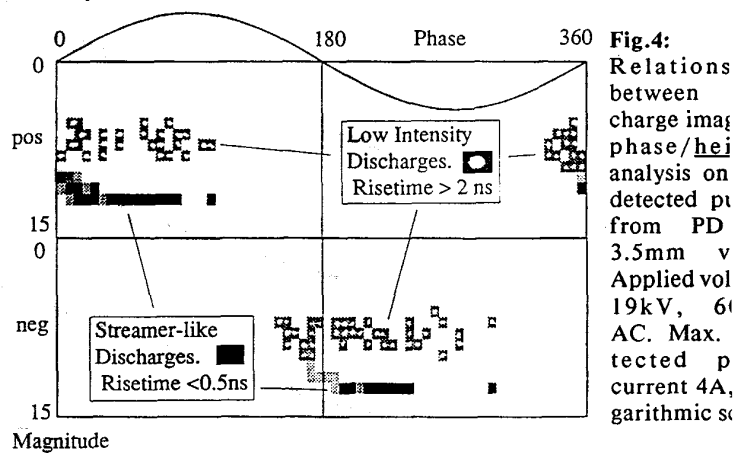 0 180 Phase 360
0
pos
15
0
neg
15
Magnitude
Low Intensity
Discharges.
Risetime > 2 ns
Streamer-like
Discharges.
Risetime <0.5ns
Fig.4:
Relations
between
charge imag
phase/hei
analysis on
detected pu
from PD
3.5mm v
Applied vol
19kV, 6
AC. Max.
tected p
current 4A,
garithmic sc